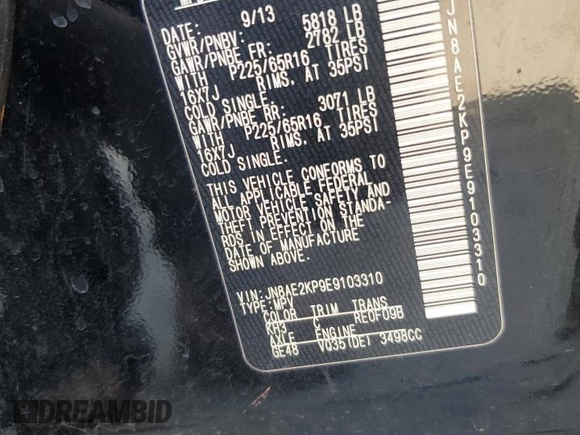 DATE: 9/13
GVWR/PNBV: 5818 LB
GAWR/PNBE FR: 2782 LB
WITH P225/65R16 TIRES
16X7J RIMS. AT 35PSI
COLD SINGLE.
GAWR/PNBE RR: 3071 LB
WITH P225/65R16 TIRES
16X7J RIMS. AT 35PSI
COLD SINGLE.
THIS VEHICLE CONFORMS TO
ALL APPLICABLE FEDERAL
MOTOR VEHICLE SAFETY AND
THEFT PREVENTION STANDA-
RDS IN EFFECT ON THE
DATE OF MANUFACTURE
SHOWN ABOVE.
VIN:JN8AE2KP9E9103310
TYPE:MPV
COLOR TRIM TRANS
KH3 C RE0F09B
AXLE ENGINE
GE48 VQ35(DE) 3498CC
JN8AE2KP9E9103310
DREAMBID